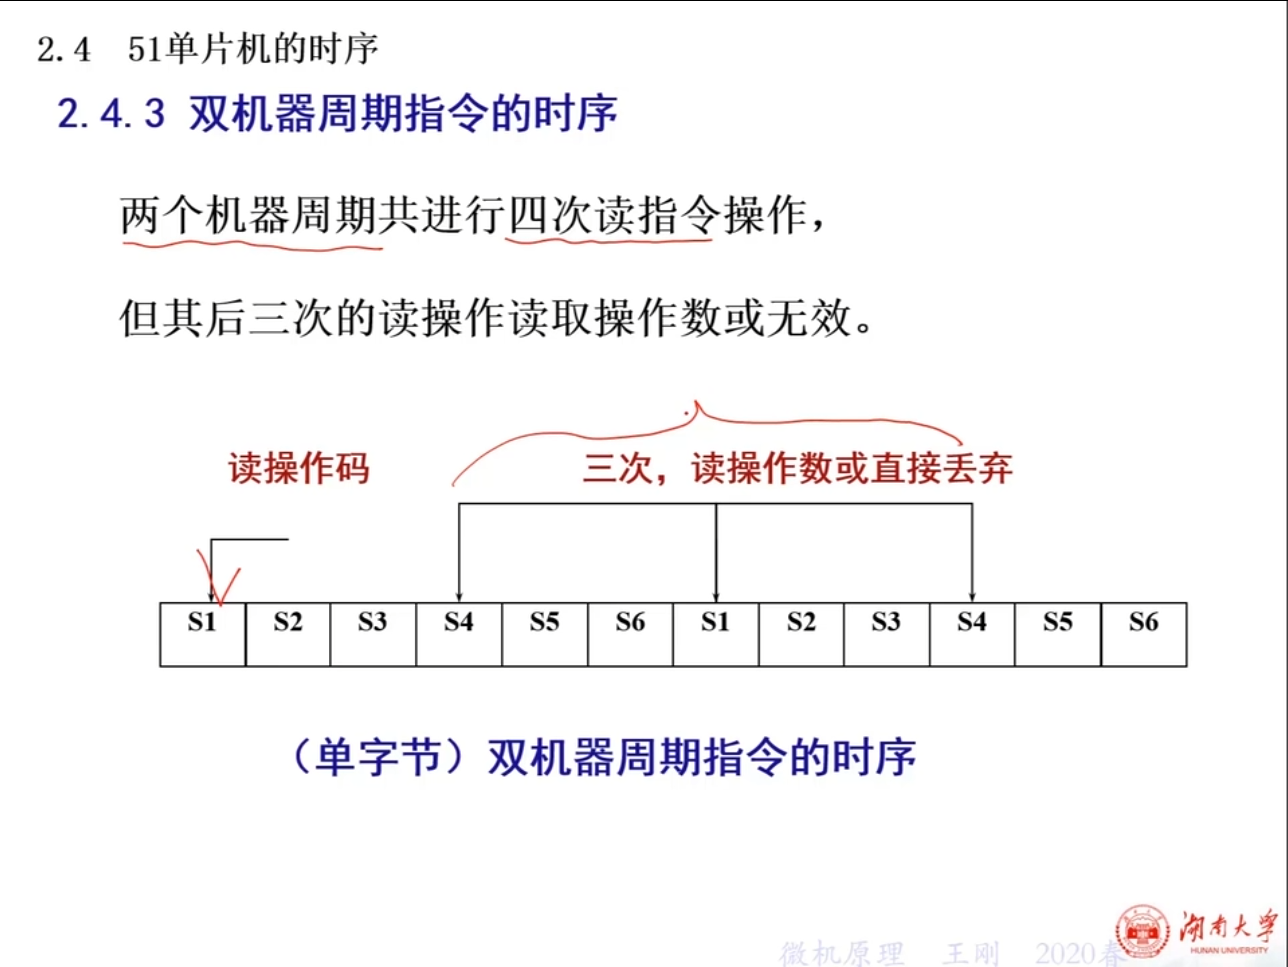 2.4 51单片机的时序
2.4.3 双机器周期指令的时序
两个机器周期共进行四次读指令操作，
但其后三次的读操作读取操作数或无效。
读操作码 三次，读操作数或直接丢弃
S1 S2 S3 S4 S5 S6 S1 S2 S3 S4 S5 S6
（单字节）双机器周期指令的时序
湖南大学
HUNAN UNIVERSITY
微机原理 王刚 2020春